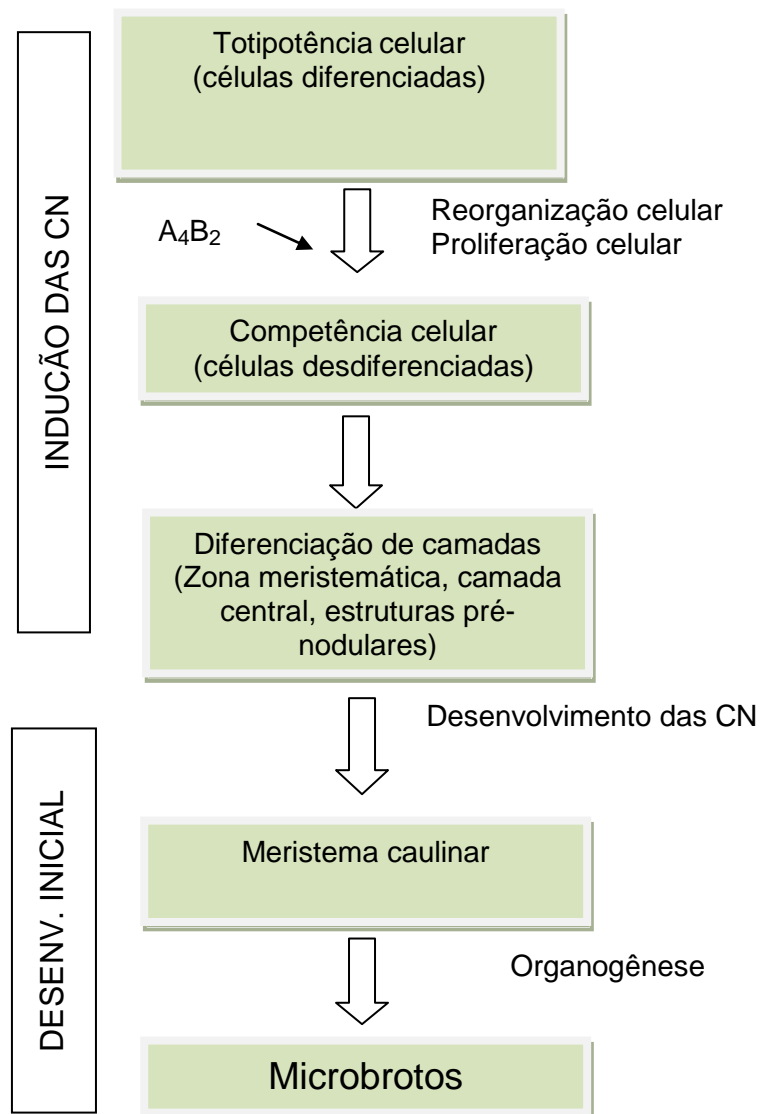 Totipotência celular
(células diferenciadas)
INDUCÃO DAS CN
A4B2
Reorganização celular
Proliferação celular
Competência celular
(células desdiferenciadas)
Diferenciação de camadas
(Zona meristemática, camada
central, estruturas pré-
nodulares)
Desenvolvimento das CN
DESENV. INICIAL
Meristema caulinar
Organogênese
Microbrotos